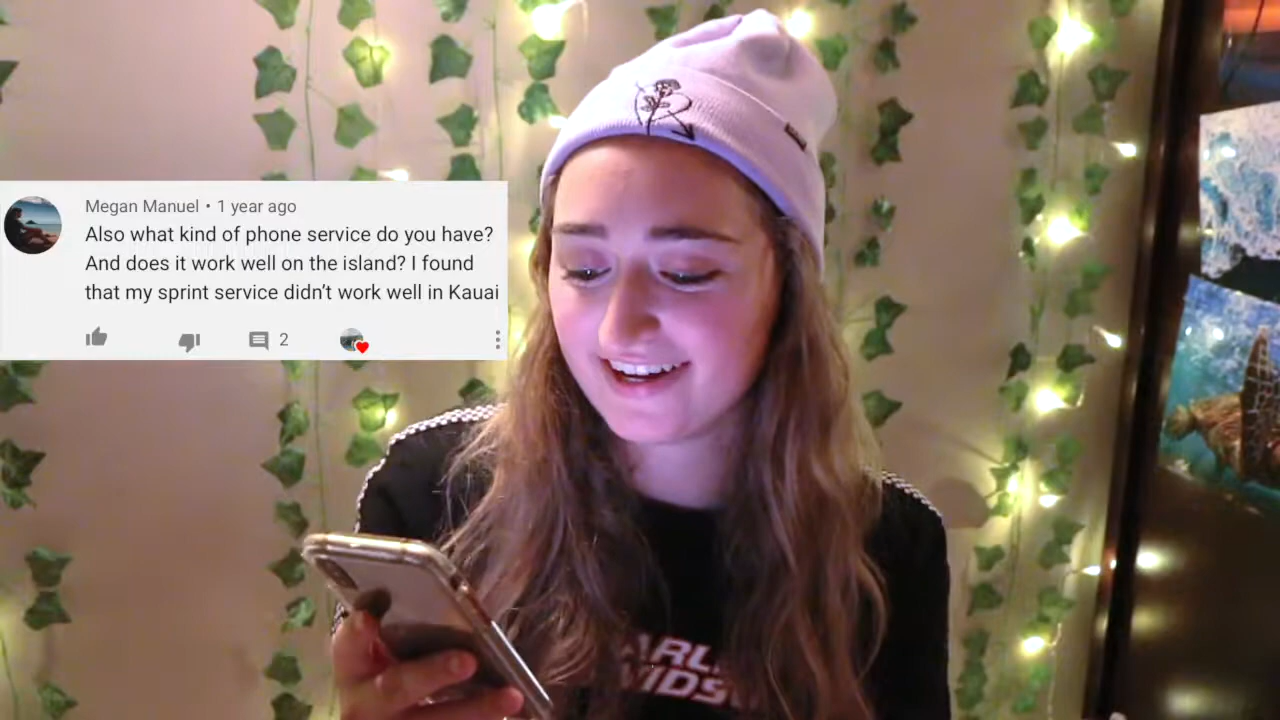 Megan Manuel • 1 year ago
Also what kind of phone service do you have?
And does it work well on the island? I found
that my sprint service didn't work well in Kauai
2